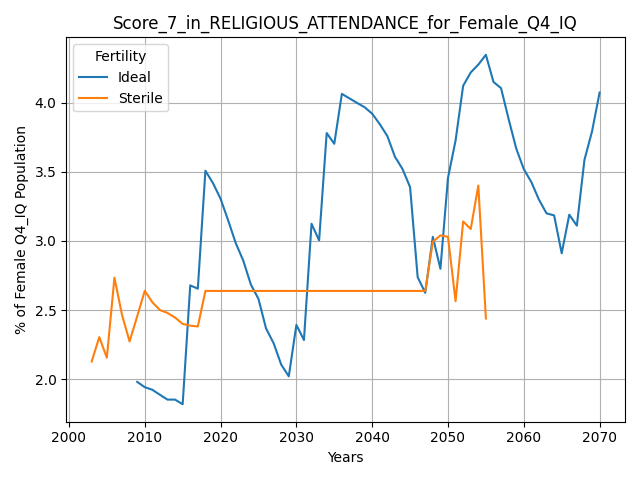 Score_7_in_RELIGIOUS_ATTENDANCE_for_Female_Q4_IQ
Fertility
Ideal
Sterile
% of Female Q4_IQ Population
4.0
3.5
3.0
2.5
2.0
2000 2010 2020 2030 2040 2050 2060 2070
Years